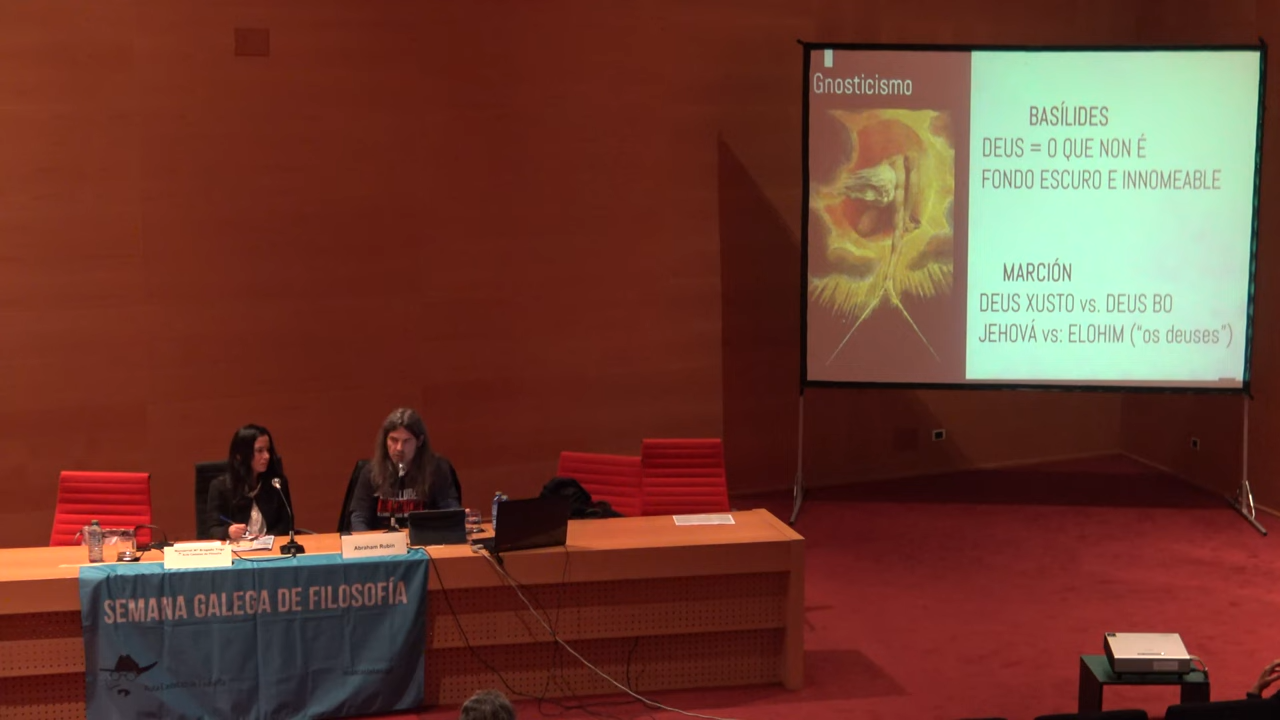 Gnosticismo
BASÍLIDES
DEUS = O QUE NON É
FONDO ESCURO E INNOMEABLE
MARCIÓN
DEUS XUSTO vs. DEUS BO
JEHOVÁ vs: ELOHIM ("os deuses")
Abraham Rubín
SEMANA GALEGA DE FILOSOFÍA